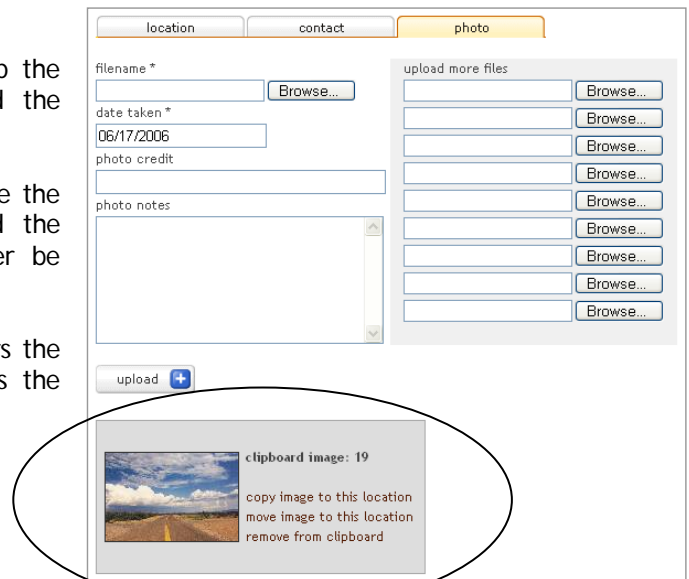 the
the
e the
the
er be
s the
s the
location contact photo
filename *
Browse...
date taken *
06/17/2006
photo credit
photo notes
upload more files
Browse...
Browse...
Browse...
Browse...
Browse...
Browse...
Browse...
Browse...
Browse...
upload
clipboard image: 19
copy image to this location
move image to this location
remove from clipboard